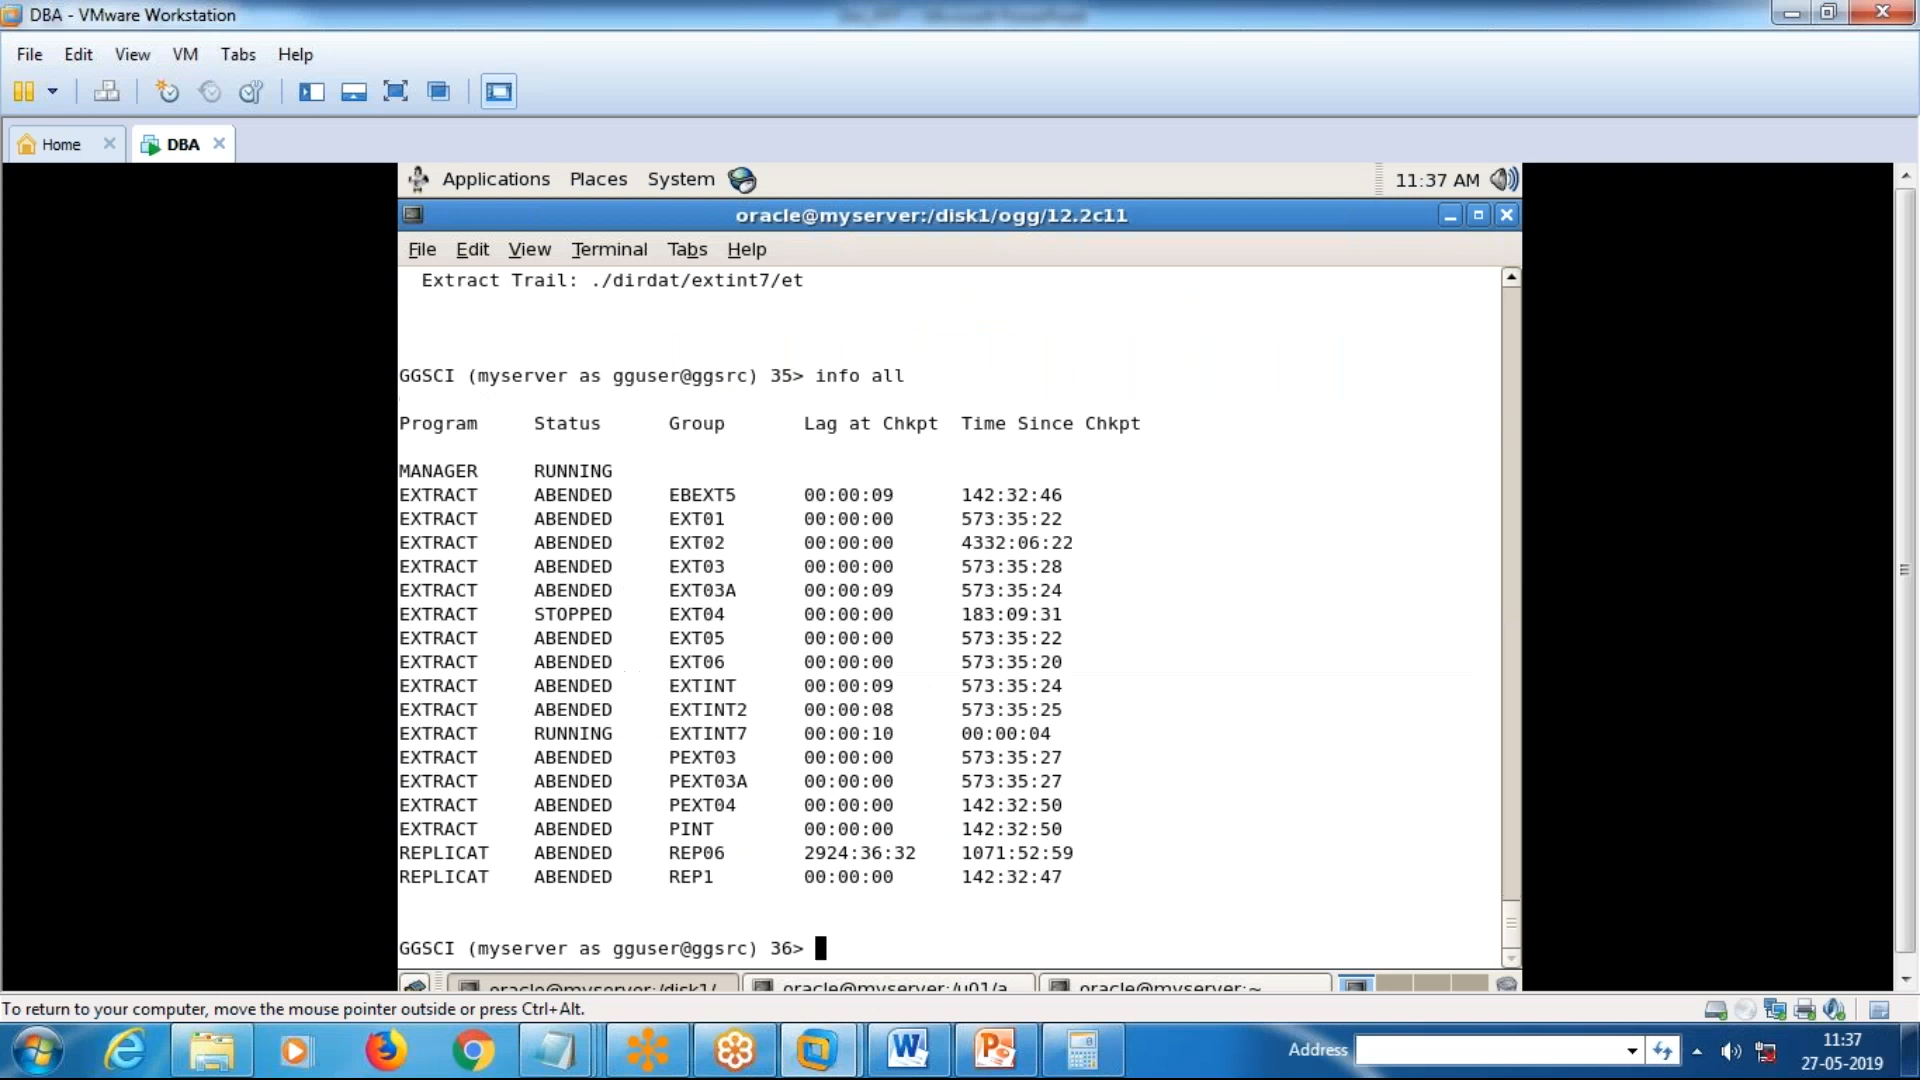 DBA - VMware Workstation
File Edit View VM Tabs Help
Home
DBA
Applications Places System
11:37 AM
oracle@myserver:/disk1/ogg/12.2c11
File Edit View Terminal Tabs Help
Extract Trail: ./dirdat/extint7/et
GGSCI (myserver as gguser@ggsrc) 35> info all
Program Status Group Lag at Chkpt Time Since Chkpt
MANAGER RUNNING
EXTRACT ABENDED EBEXT5 00:00:09 142:32:46
EXTRACT ABENDED EXT01 00:00:00 573:35:22
EXTRACT ABENDED EXT02 00:00:00 4332:06:22
EXTRACT ABENDED EXT03 00:00:00 573:35:28
EXTRACT ABENDED EXT03A 00:00:09 573:35:24
EXTRACT STOPPED EXT04 00:00:00 183:09:31
EXTRACT ABENDED EXT05 00:00:00 573:35:22
EXTRACT ABENDED EXT06 00:00:00 573:35:20
EXTRACT ABENDED EXTINT 00:00:09 573:35:24
EXTRACT ABENDED EXTINT2 00:00:08 573:35:25
EXTRACT RUNNING EXTINT7 00:00:10 00:00:04
EXTRACT ABENDED PEXT03 00:00:00 573:35:27
EXTRACT ABENDED PEXT03A 00:00:00 573:35:27
EXTRACT ABENDED PEXT04 00:00:00 142:32:50
EXTRACT ABENDED PINT 00:00:00 142:32:50
REPLICAT ABENDED REP06 2924:36:32 1071:52:59
REPLICAT ABENDED REP1 00:00:00 142:32:47
GGSCI (myserver as gguser@ggsrc) 36>
oracle@myserver:/disk1/... oracle@myserver:/u01/a... oracle@myserver:~
To return to your computer, move the mouse pointer outside or press Ctrl+Alt.
Address
11:37
27-05-2019